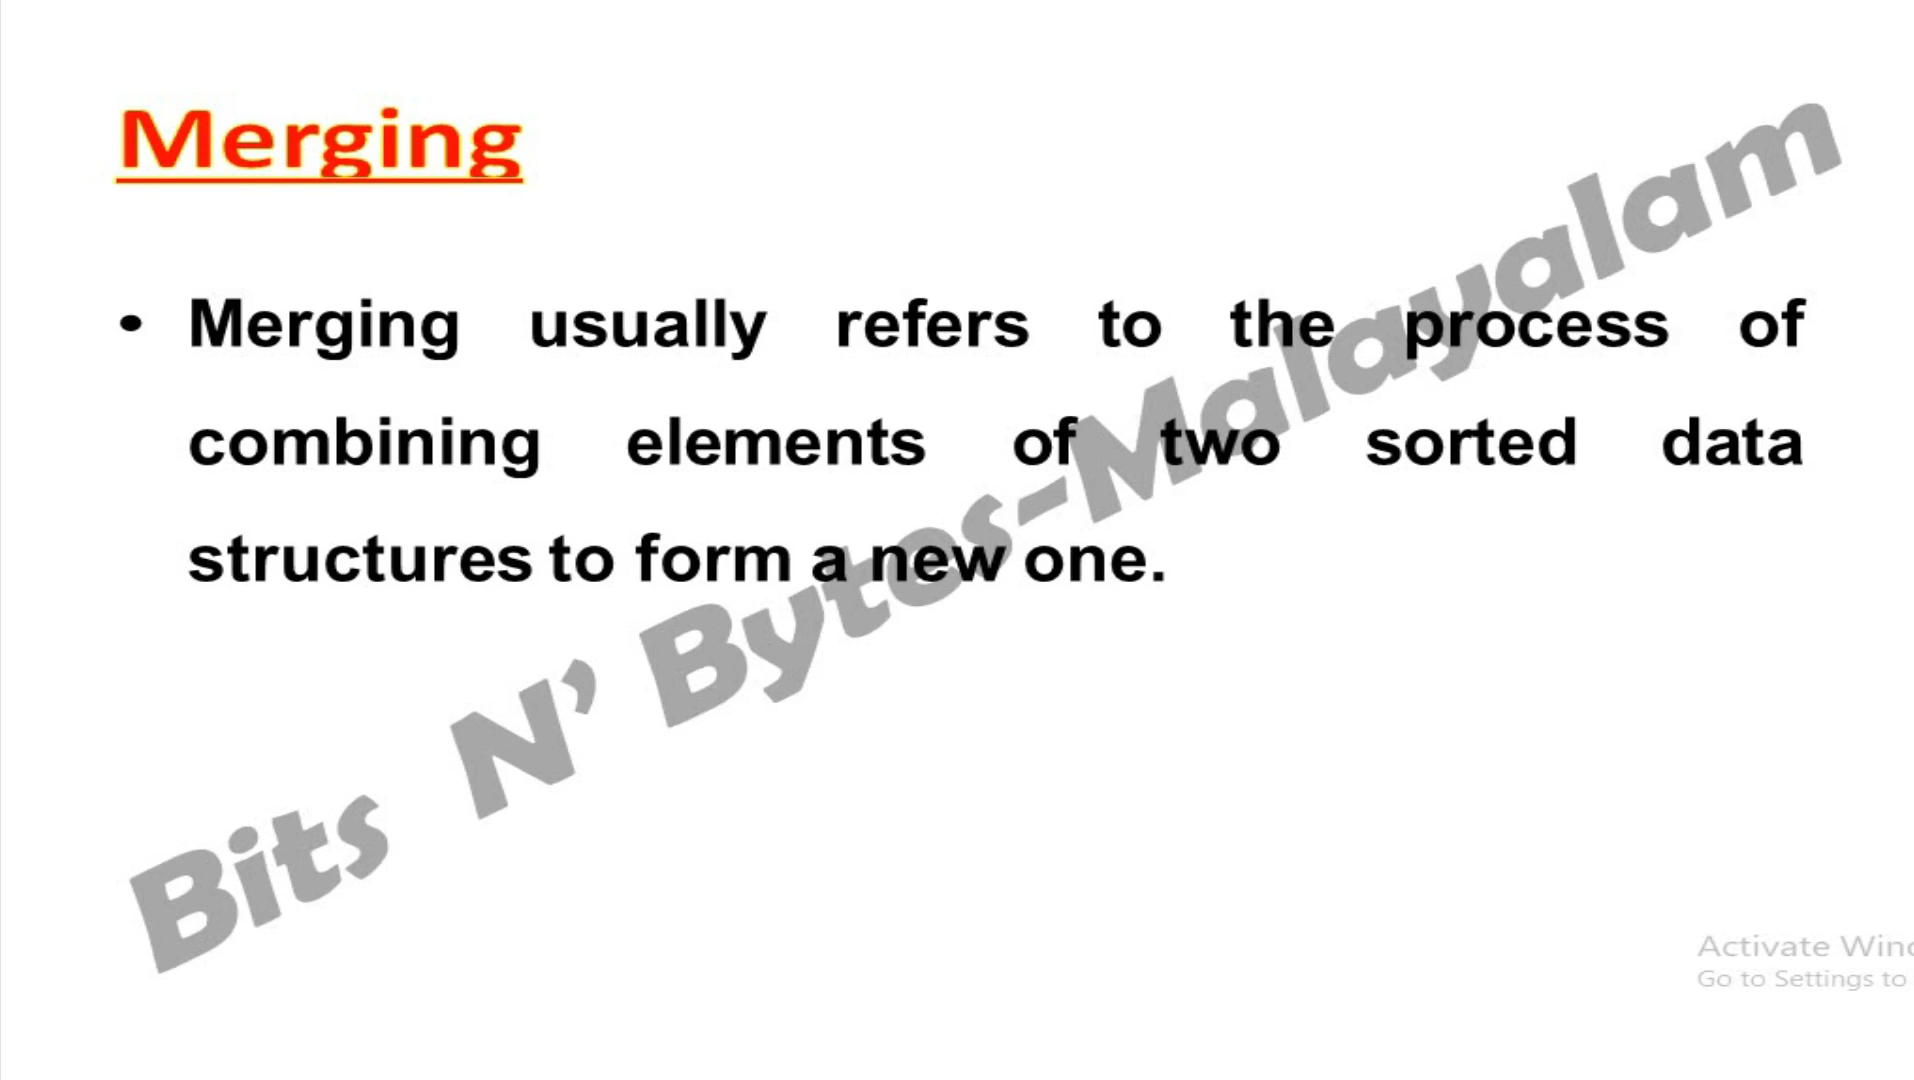 Merging
• Merging usually refers to the process of
combining elements of two sorted data
structures to form a new one.
Bits N’ Bytes-Malayalam
Activate
Go to Settings to